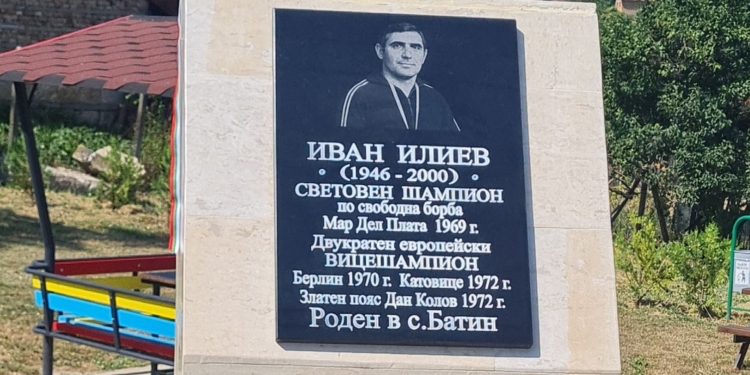 ИВАН ИЛИЕВ
(1946 - 2000)
СВЕТОВЕН ШАМПИОН
по свободна борба
Мар Дел Плата 1969 г.
Двукратен европейски
ВИЦЕШАМПИОН
Берлин 1970 г. Катовице 1972 г.
Златен пояс Дан Колов 1972 г.
Роден в с.Батин